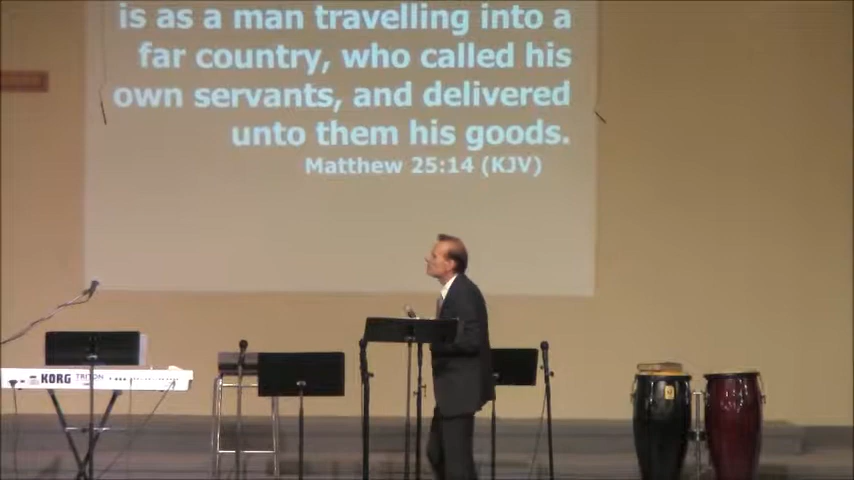 is as a man travelling into a
far country, who called his
own servants, and delivered
unto them his goods.
Matthew 25:14 (KJV)
KORG TRITON